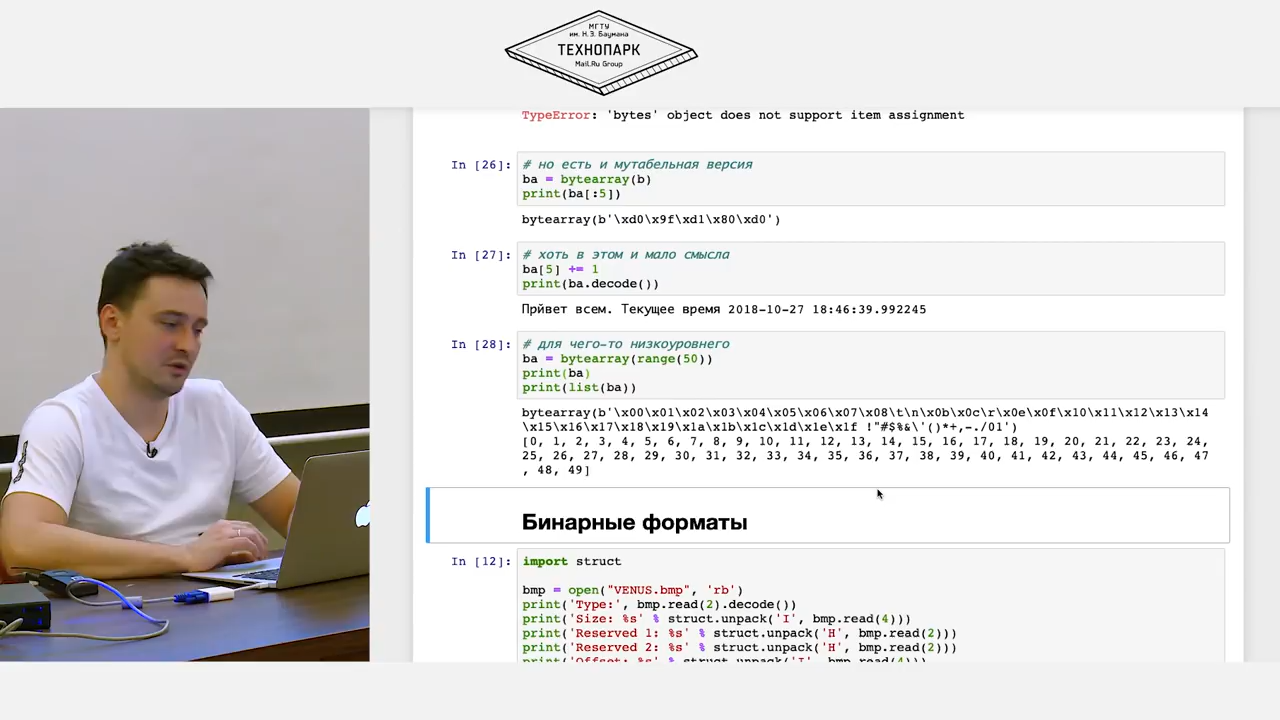 МГТУ
им. Н.Э. Баумана
ТЕХНОПАРК
Mail.Ru Group
TypeError: 'bytes' object does not support item assignment
In [26]:
# но есть и мутабельная версия
ba = bytearray(b)
print(ba[:5])
bytearray(b'\xd0\x9f\xd1\x80\xd0')
In [27]:
# хоть в этом и мало смысла
ba[5] += 1
print(ba.decode())
Прйвет всем. Текущее время 2018-10-27 18:46:39.992245
In [28]:
# для чего-то низкоуровнего
ba = bytearray(range(50))
print(ba)
print(list(ba))
bytearray(b'\x00\x01\x02\x03\x04\x05\x06\x07\x08\t\n\x0b\x0c\r\x0e\x0f\x10\x11\x12\x13\x14
\x15\x16\x17\x18\x19\x1a\x1b\x1c\x1d\x1e\x1f !"#$%&\'()*+,-./01')
[0, 1, 2, 3, 4, 5, 6, 7, 8, 9, 10, 11, 12, 13, 14, 15, 16, 17, 18, 19, 20, 21, 22, 23, 24,
25, 26, 27, 28, 29, 30, 31, 32, 33, 34, 35, 36, 37, 38, 39, 40, 41, 42, 43, 44, 45, 46, 47
, 48, 49]
Бинарные форматы
In [12]:
import struct
bmp = open("VENUS.bmp", 'rb')
print('Type:', bmp.read(2).decode())
print('Size: %s' % struct.unpack('I', bmp.read(4)))
print('Reserved 1: %s' % struct.unpack('H', bmp.read(2)))
print('Reserved 2: %s' % struct.unpack('H', bmp.read(2)))
print('Offset: %s' % struct.unpack('I', bmp.read(4)))